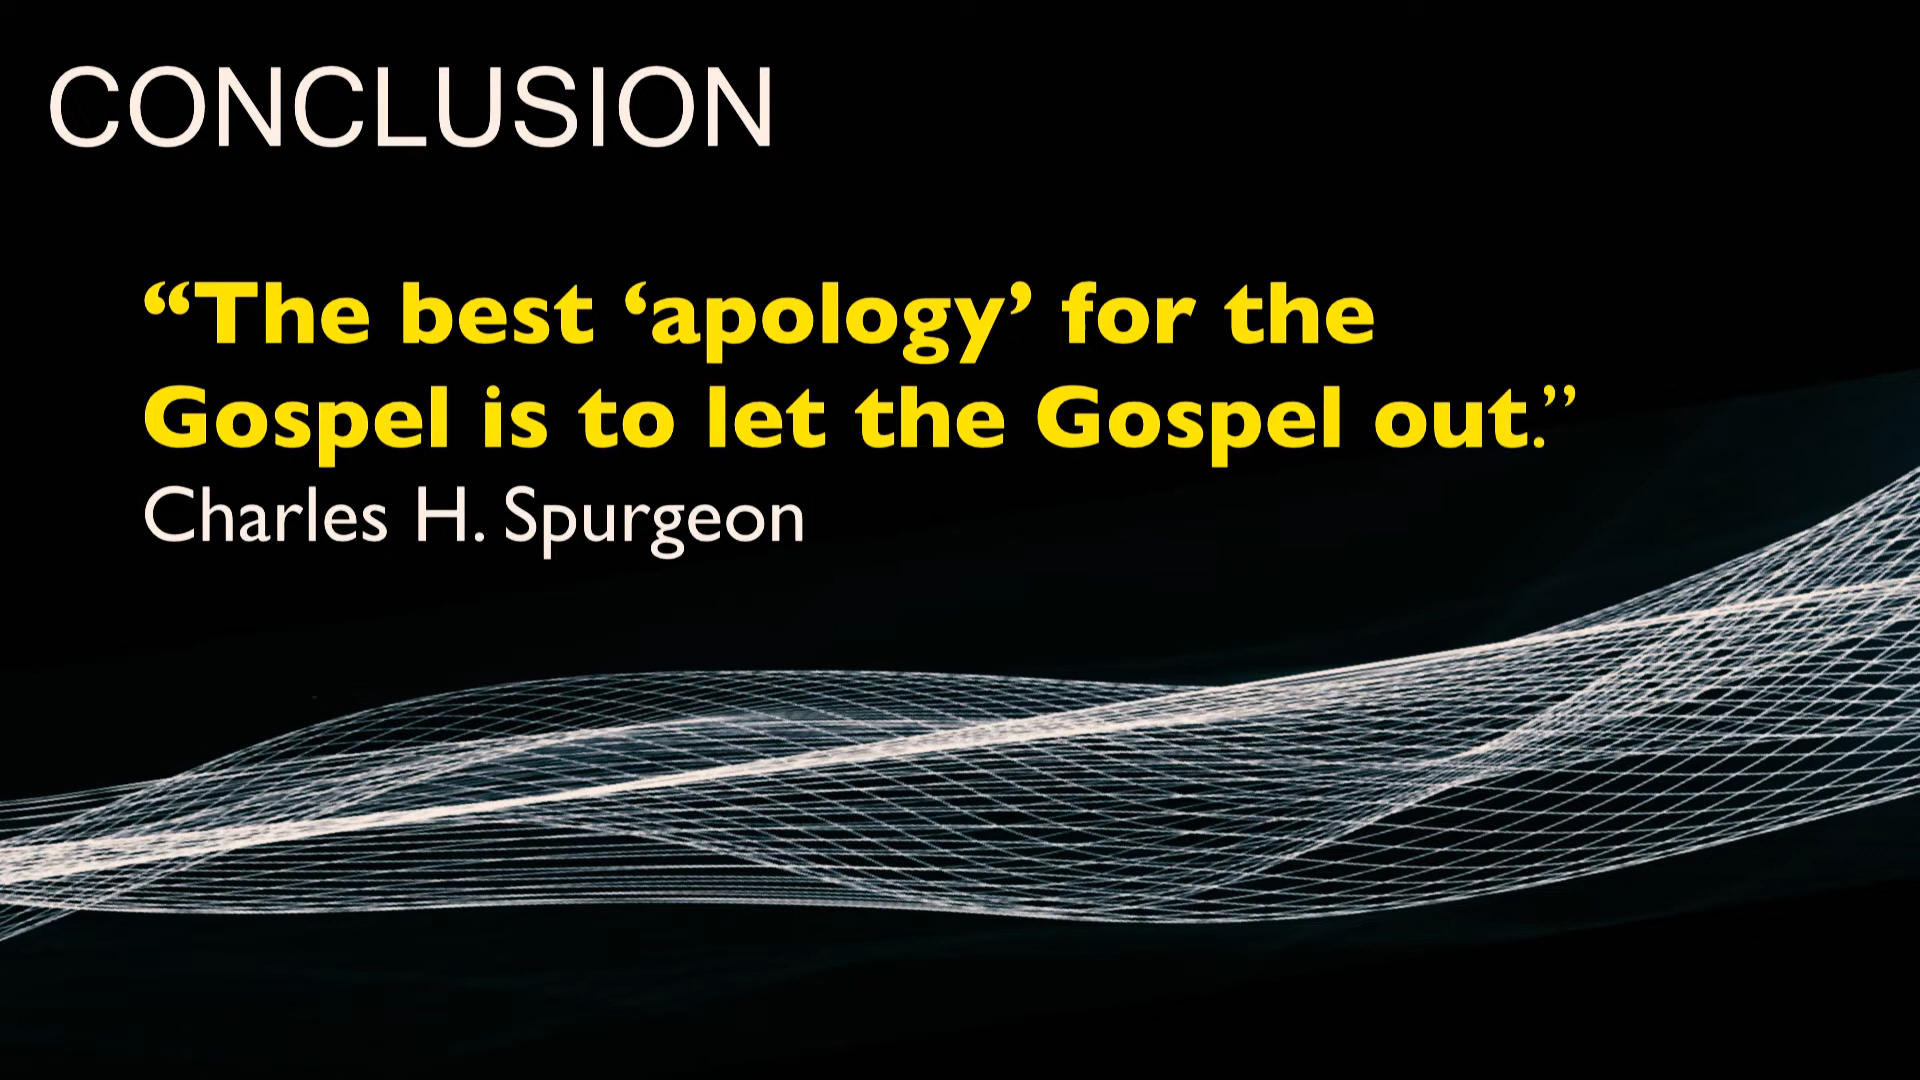 CONCLUSION
“The best ‘apology’ for the
Gospel is to let the Gospel out.”
Charles H. Spurgeon